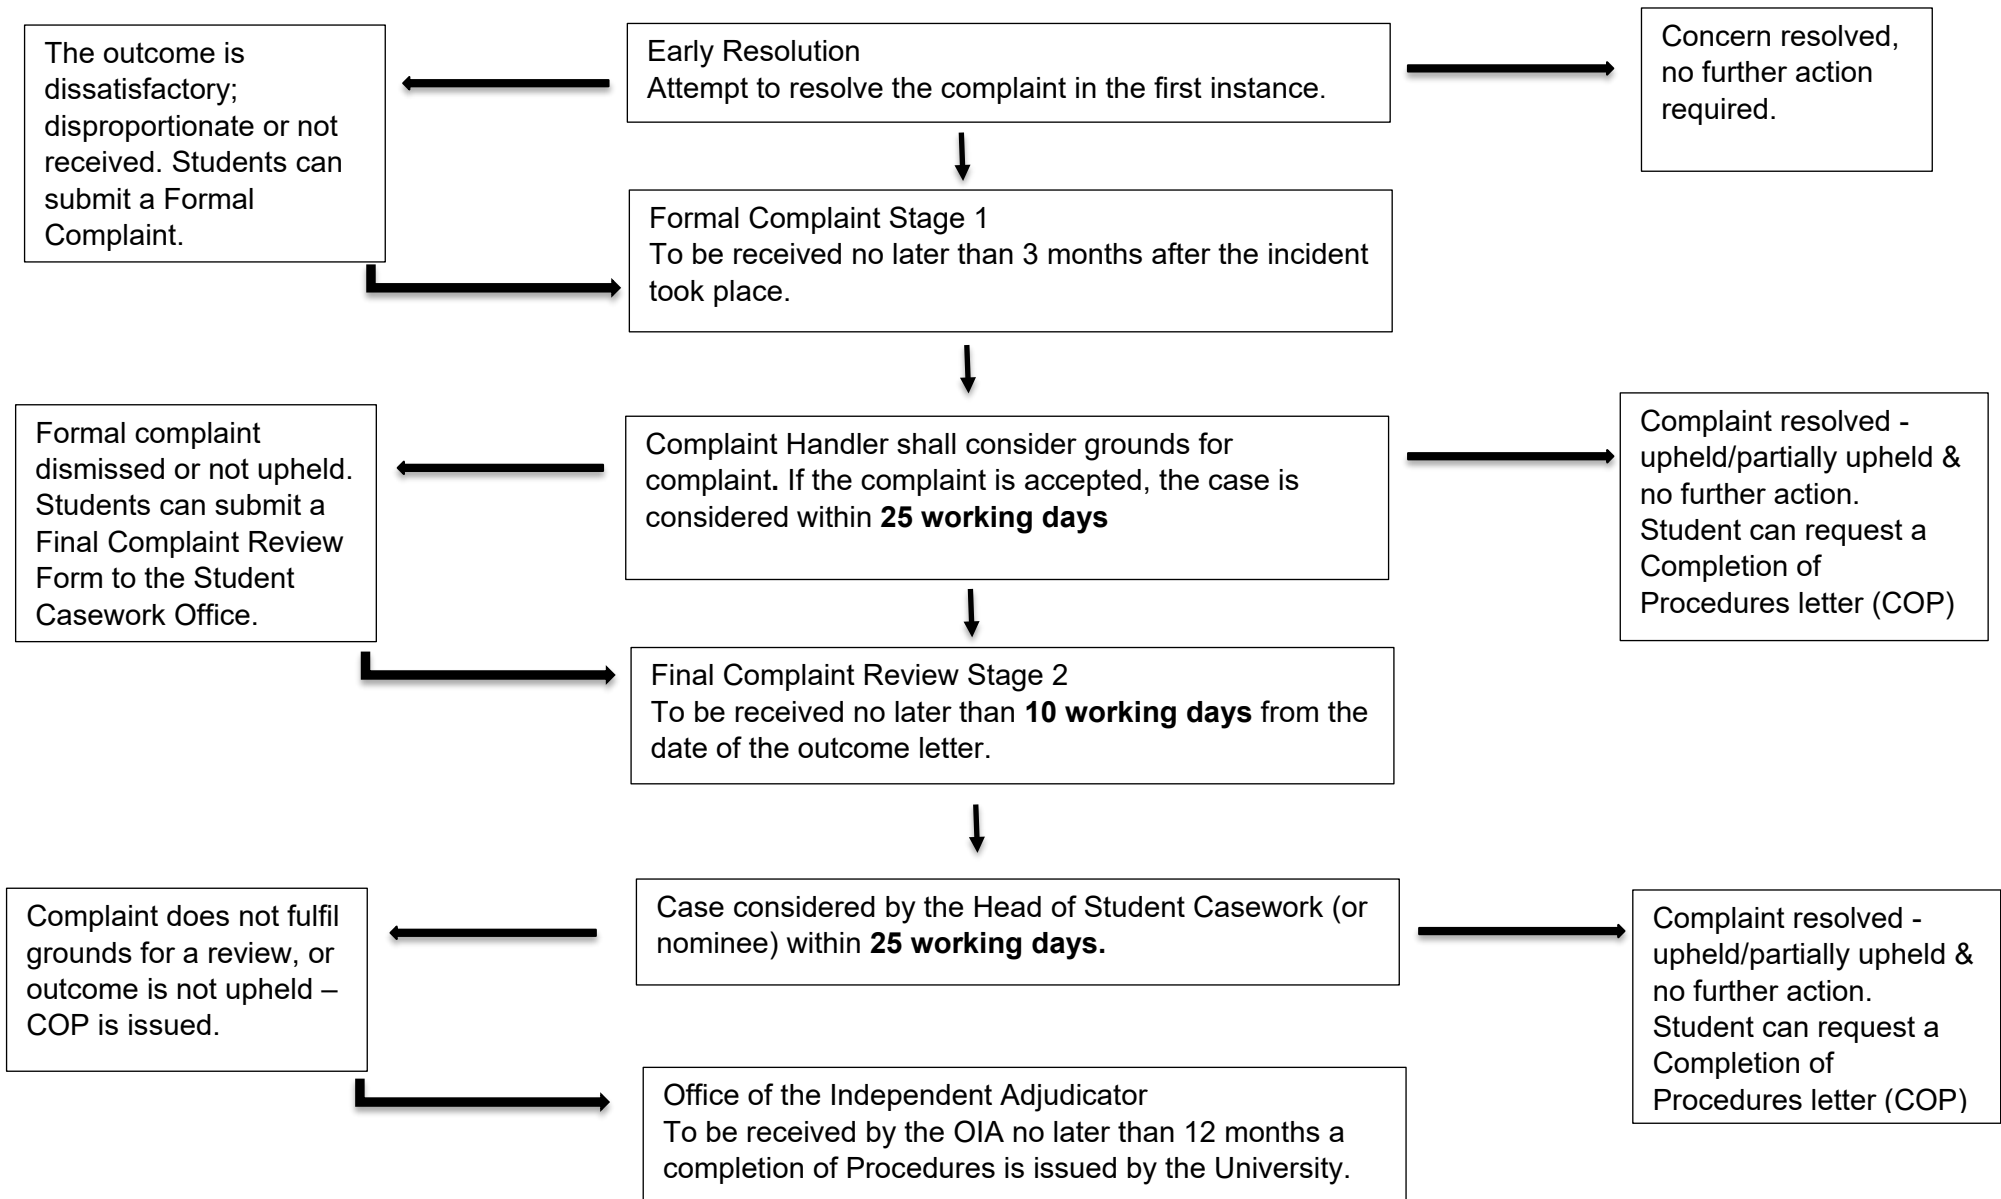 The outcome is
dissatisfactory;
disproportionate or not
received. Students can
submit a Formal
Complaint.
Early Resolution
Attempt to resolve the complaint in the first instance.
Concern resolved,
no further action
required.
Formal Complaint Stage 1
To be received no later than 3 months after the incident
took place.
Formal complaint
dismissed or not upheld.
Students can submit a
Final Complaint Review
Form to the Student
Casework Office.
Complaint Handler shall consider grounds for
complaint. If the complaint is accepted, the case is
considered within 25 working days
Complaint resolved -
upheld/partially upheld &
no further action.
Student can request a
Completion of
Procedures letter (COP)
Final Complaint Review Stage 2
To be received no later than 10 working days from the
date of the outcome letter.
Complaint does not fulfil
grounds for a review, or
outcome is not upheld –
COP is issued.
Case considered by the Head of Student Casework (or
nominee) within 25 working days.
Complaint resolved -
upheld/partially upheld &
no further action.
Student can request a
Completion of
Procedures letter (COP)
Office of the Independent Adjudicator
To be received by the OIA no later than 12 months a
completion of Procedures is issued by the University.